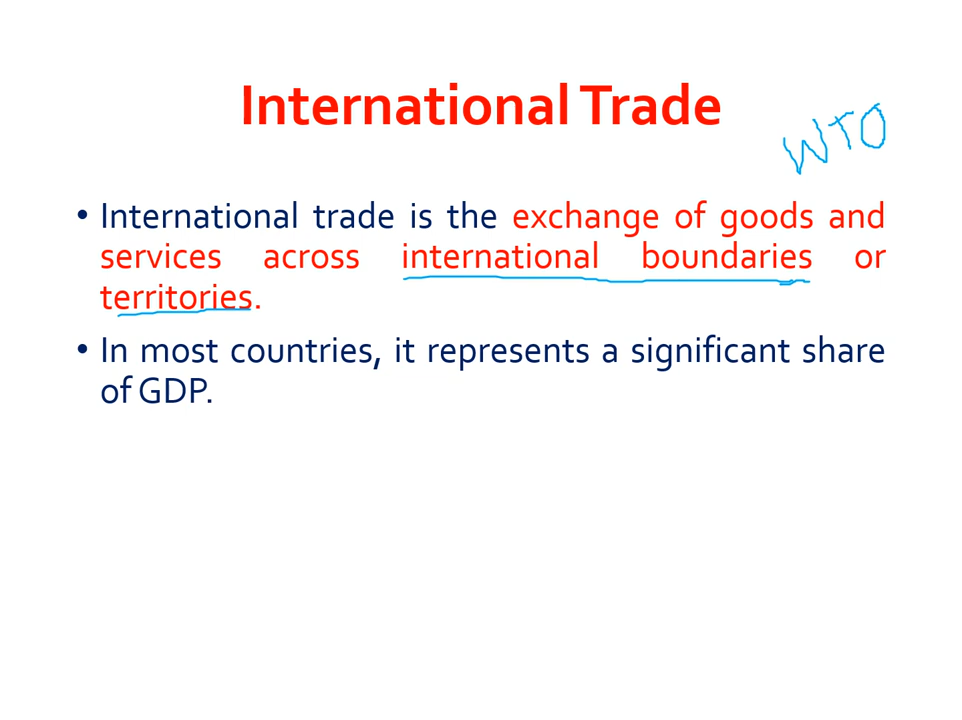 International Trade
WTO
• International trade is the exchange of goods and
services across international boundaries or
territories.
• In most countries, it represents a significant share
of GDP.